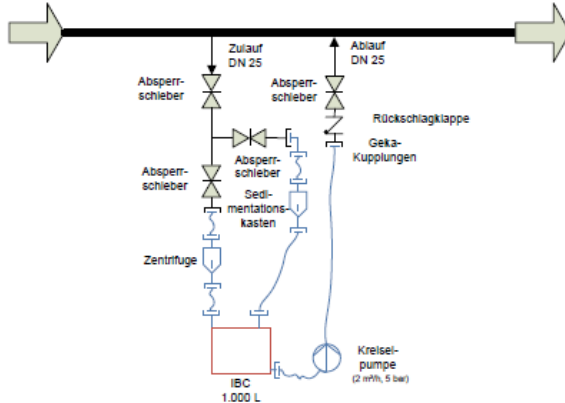 Zulauf
DN 25
Ablauf
DN 25
Absperr-
schieber
Absperr-
schieber
Rückschlagklappe
Geka-
Kupplungen
Absperr-
schieber
Absperr-
schieber
Sedi-
mentations-
kasten
Zentrifuge
Kreisel-
pumpe
(2 m³/h, 5 bar)
IBC
1.000 L